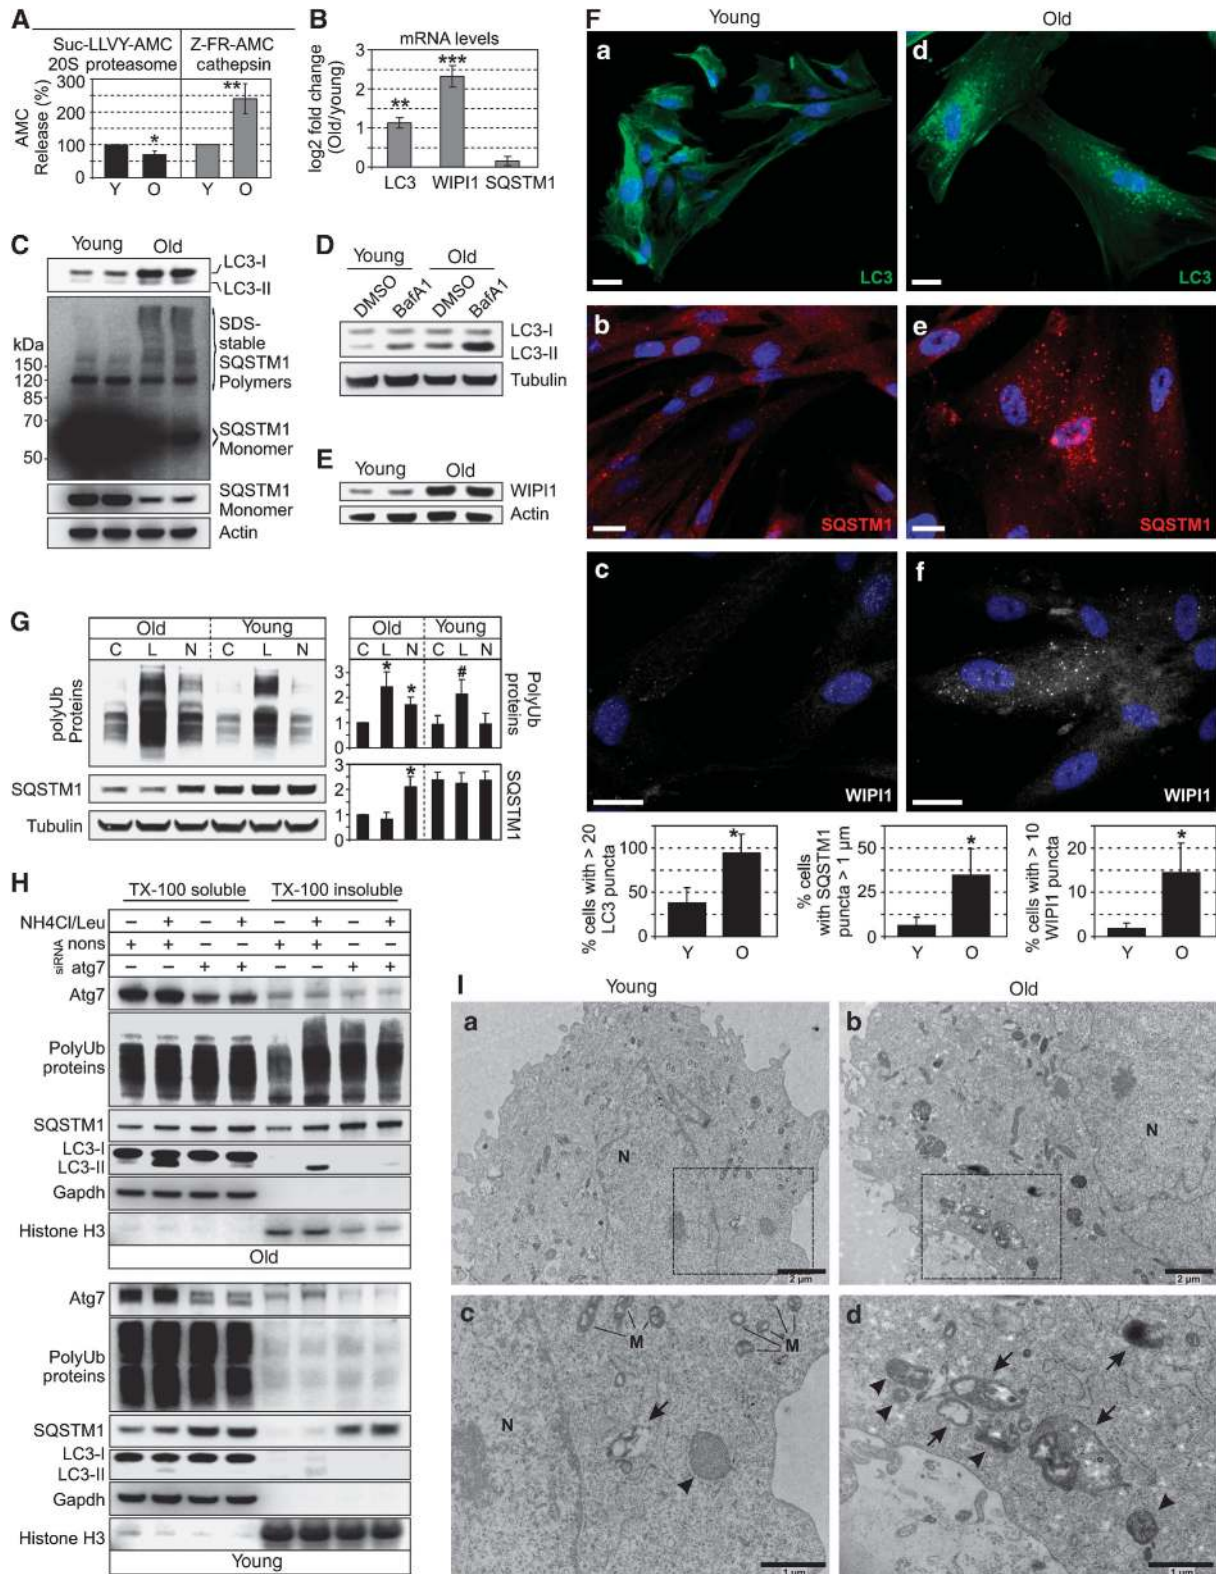 A
Suc-LLVY-AMC
20S proteasome
Z-FR-AMC
cathepsin
AMC
Release (%)
300
200
100
0
*
**
Y
O
Y
O
B
mRNA levels
log2 fold change
(Old/young)
3
2
1
0
**
***
LC3
WIPI1
SQSTM1
C
Young
Old
LC3-I
LC3-II
kDa
150
120
85
70
50
SDS-
stable
SQSTM1
Polymers
SQSTM1
Monomer
SQSTM1
Monomer
Actin
D
Young
Old
DMSO
BafA1
DMSO
BafA1
LC3-I
LC3-II
Tubulin
E
Young
Old
WIPI1
Actin
F
Young
Old
a
LC3
d
LC3
b
SQSTM1
e
SQSTM1
c
WIPI1
f
WIPI1
% cells with > 20
LC3 puncta
100
50
0
*
Y
O
% cells
with SQSTM1
puncta > 1 µm
50
25
0
*
Y
O
% cells with > 10
WIPI1 puncta
20
10
0
*
Y
O
G
Old
Young
C L N C L N
polyUb
Proteins
SQSTM1
Tubulin
Old
Young
C L N C L N
3
2
1
0
*
*
#
PolyUb
proteins
2
1
0
*
SQSTM1
H
TX-100 soluble
TX-100 insoluble
NH4Cl/Leu – + – + – + – +
siRNA nons + + – – + + – –
atg7 – – + + – – + +
Atg7
PolyUb
proteins
SQSTM1
LC3-I
LC3-II
Gapdh
Histone H3
Old
Atg7
PolyUb
proteins
SQSTM1
LC3-I
LC3-II
Gapdh
Histone H3
Young
I
Young
Old
a
N
2 µm
b
N
2 µm
c
M
M
N
1 µm
d
1 µm